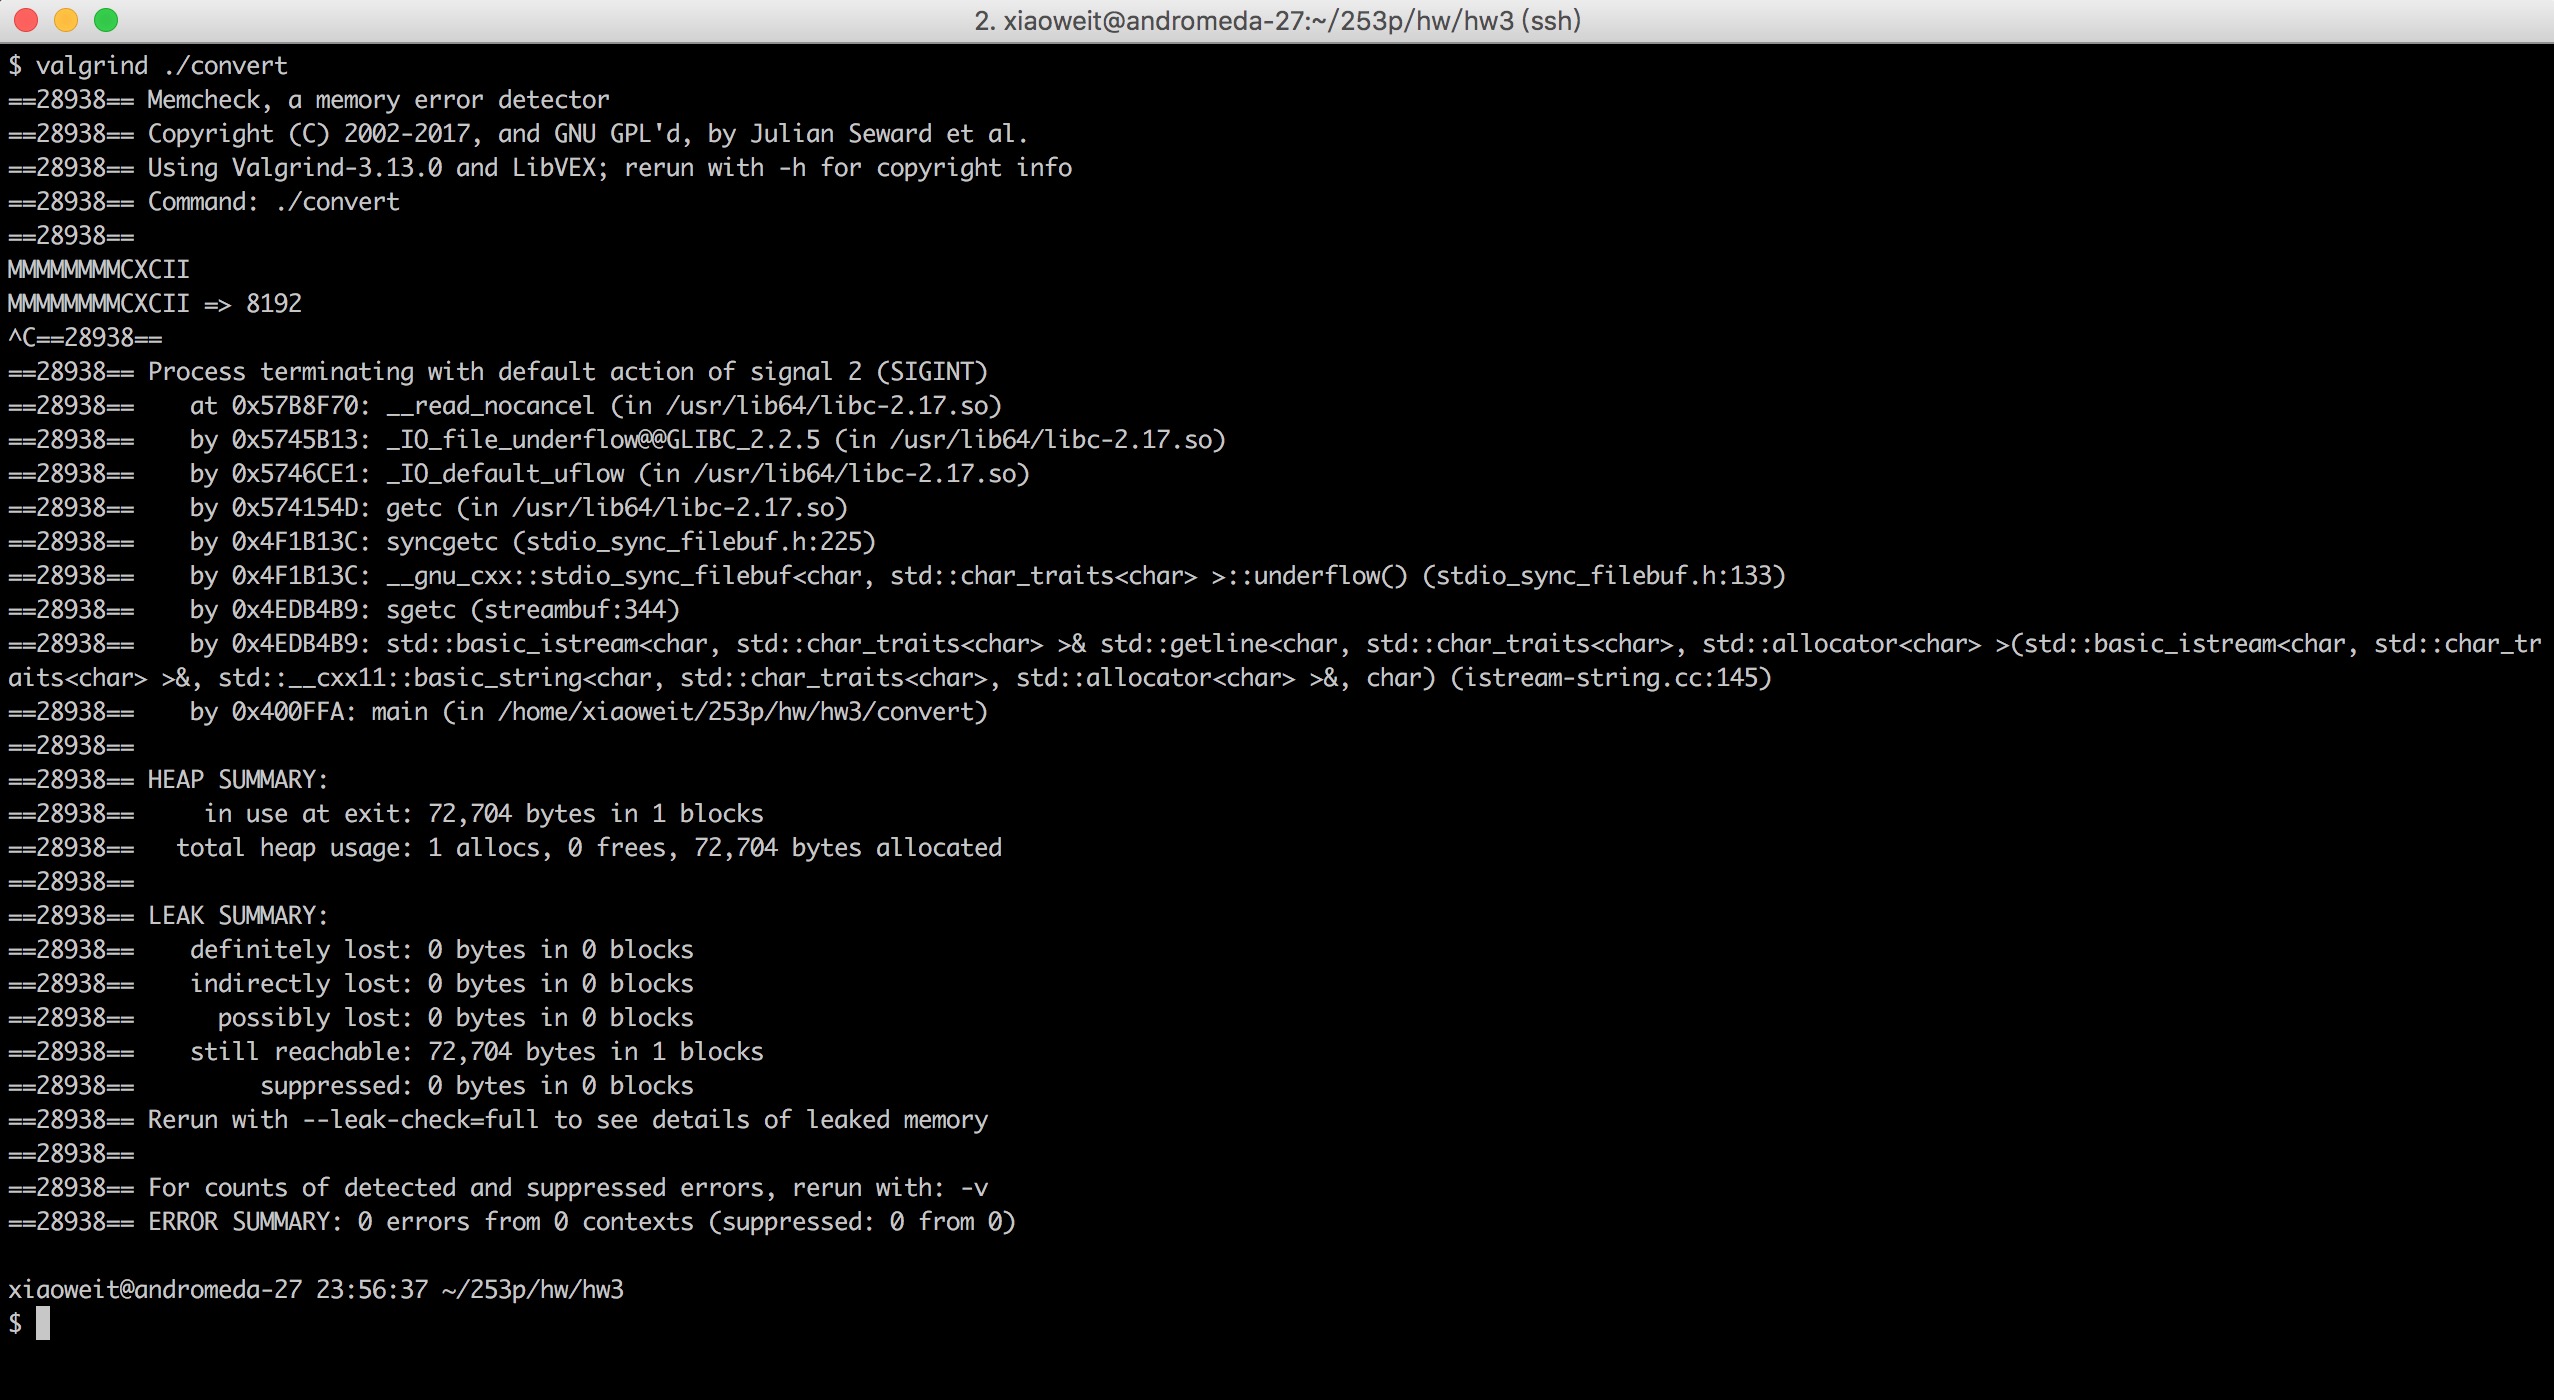 2. xiaoweit@andromeda-27:~/253p/hw/hw3 (ssh)
$ valgrind ./convert
==28938== Memcheck, a memory error detector
==28938== Copyright (C) 2002-2017, and GNU GPL'd, by Julian Seward et al.
==28938== Using Valgrind-3.13.0 and LibVEX; rerun with -h for copyright info
==28938== Command: ./convert
==28938==
MMMMMMMMCXCII
MMMMMMMMCXCII => 8192
^C==28938==
==28938== Process terminating with default action of signal 2 (SIGINT)
==28938==    at 0x57B8F70: __read_nocancel (in /usr/lib64/libc-2.17.so)
==28938==    by 0x5745B13: _IO_file_underflow@@GLIBC_2.2.5 (in /usr/lib64/libc-2.17.so)
==28938==    by 0x5746CE1: _IO_default_uflow (in /usr/lib64/libc-2.17.so)
==28938==    by 0x574154D: getc (in /usr/lib64/libc-2.17.so)
==28938==    by 0x4F1B13C: syncgetc (stdio_sync_filebuf.h:225)
==28938==    by 0x4F1B13C: __gnu_cxx::stdio_sync_filebuf<char, std::char_traits<char> >::underflow() (stdio_sync_filebuf.h:133)
==28938==    by 0x4EDB4B9: sgetc (streambuf:344)
==28938==    by 0x4EDB4B9: std::basic_istream<char, std::char_traits<char> >& std::getline<char, std::char_traits<char>, std::allocator<char> >(std::basic_istream<char, std::char_tr
aits<char> >&, std::__cxx11::basic_string<char, std::char_traits<char>, std::allocator<char> >&, char) (istream-string.cc:145)
==28938==    by 0x400FFA: main (in /home/xiaoweit/253p/hw/hw3/convert)
==28938==
==28938== HEAP SUMMARY:
==28938==     in use at exit: 72,704 bytes in 1 blocks
==28938==   total heap usage: 1 allocs, 0 frees, 72,704 bytes allocated
==28938==
==28938== LEAK SUMMARY:
==28938==    definitely lost: 0 bytes in 0 blocks
==28938==    indirectly lost: 0 bytes in 0 blocks
==28938==      possibly lost: 0 bytes in 0 blocks
==28938==    still reachable: 72,704 bytes in 1 blocks
==28938==         suppressed: 0 bytes in 0 blocks
==28938== Rerun with --leak-check=full to see details of leaked memory
==28938==
==28938== For counts of detected and suppressed errors, rerun with: -v
==28938== ERROR SUMMARY: 0 errors from 0 contexts (suppressed: 0 from 0)
xiaoweit@andromeda-27 23:56:37 ~/253p/hw/hw3
$